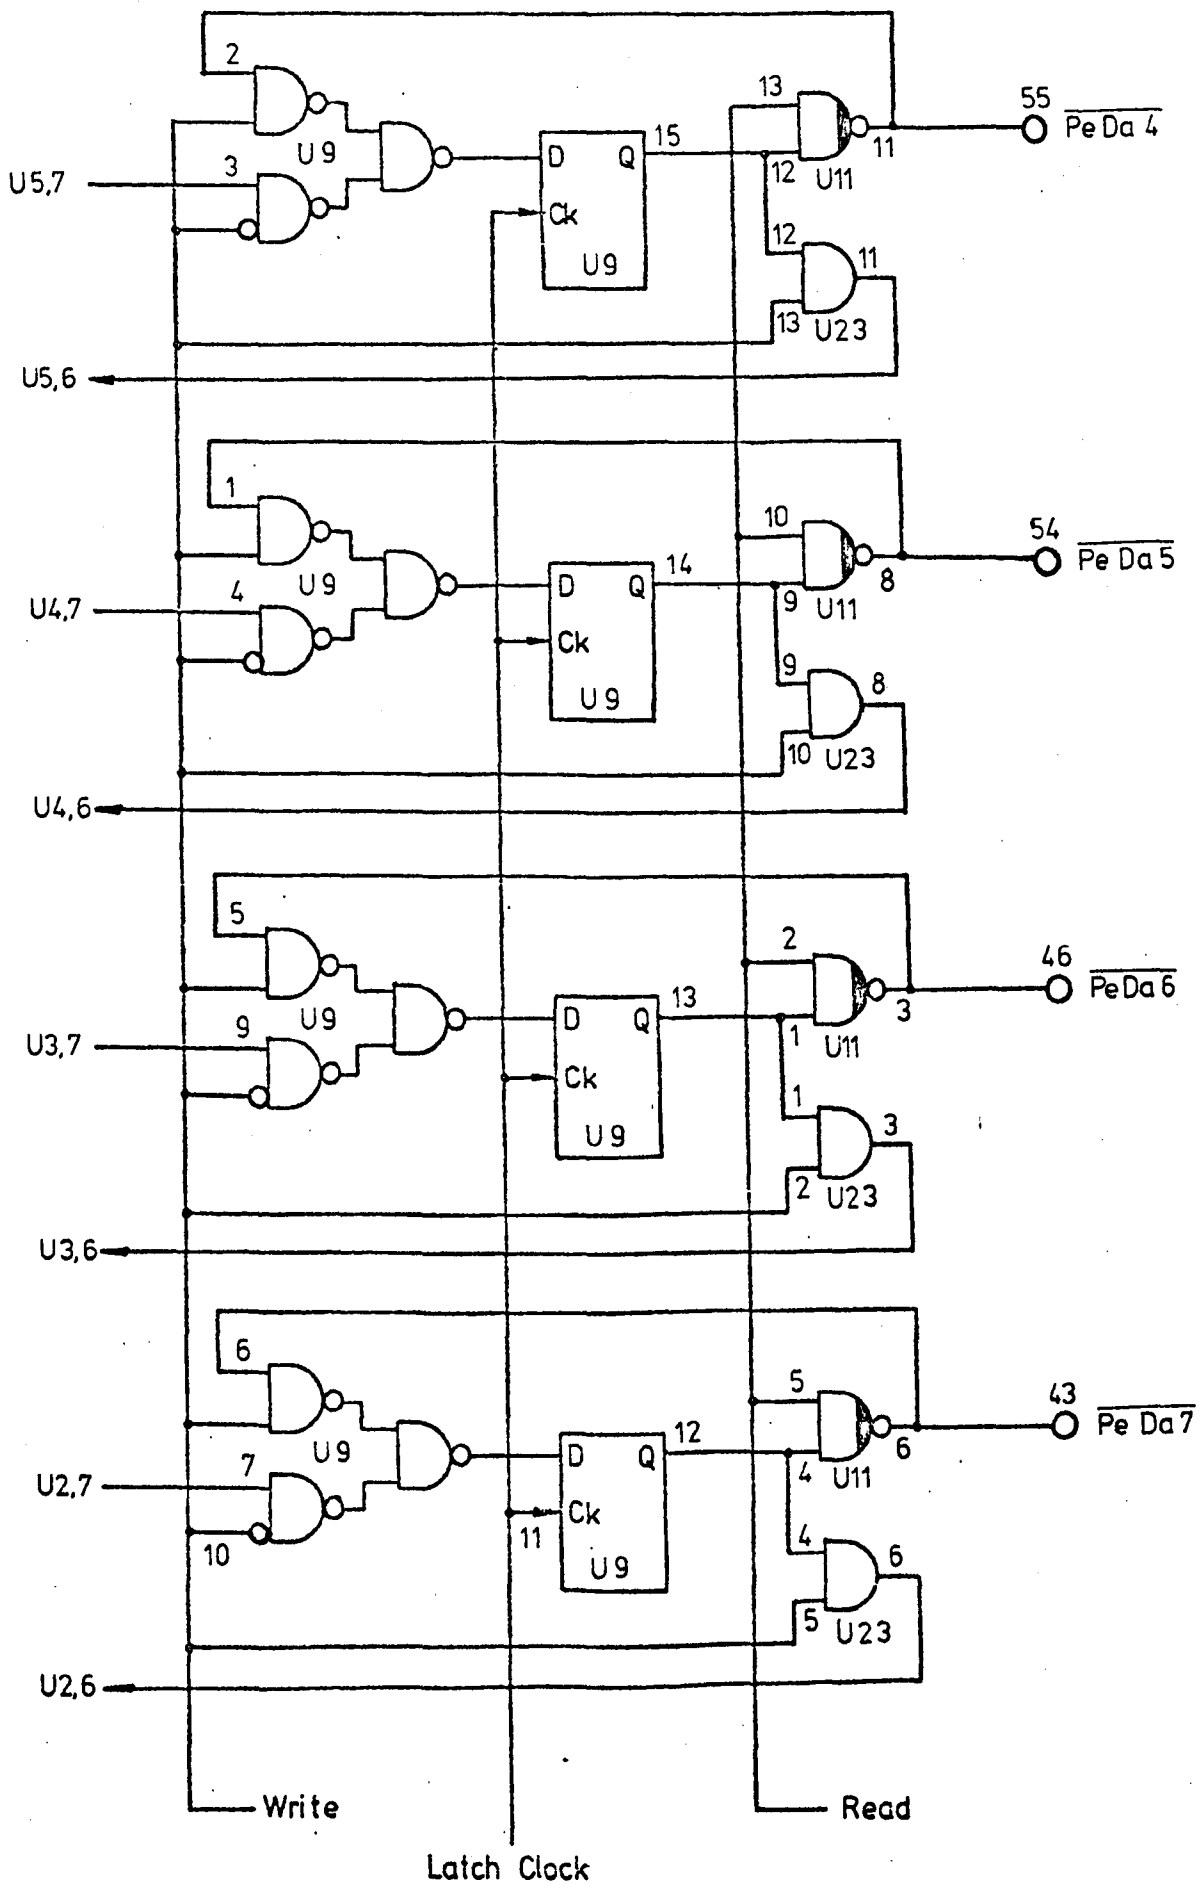 2
13
55
PeDa 4
15
U9
D Q
11
3
12
U11
U5,7
Ck
12
11
U9
13
U23
U5,6
1
10
54
PeDa5
14
U9
D Q
8
4
9
U11
U4,7
Ck
9
8
U9
10
U23
U4,6
5
2
46
PeDa6
13
U9
D Q
3
9
1
U11
U3,7
Ck
1
3
U9
2
U23
U3,6
6
5
43
PeDa7
12
U9
D Q
6
7
4
U11
U2,7
Ck
10
11
4
6
U9
5
U23
U2,6
Write
Read
Latch Clock